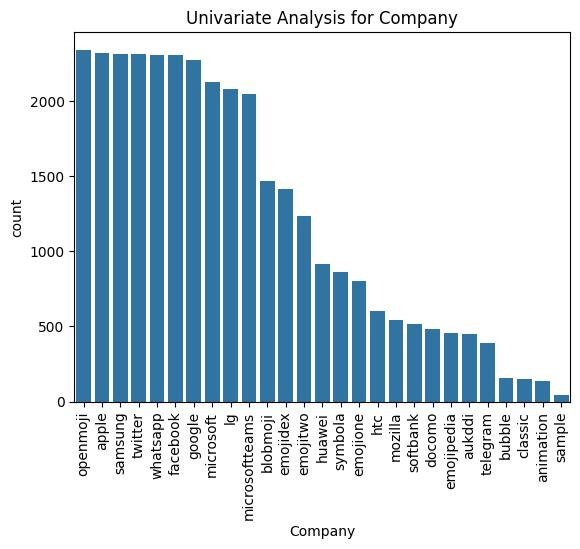 Univariate Analysis for Company
count
2000
1500
1000
500
0
openmoji
apple
samsung
twitter
whatsapp
facebook
google
microsoft
lg
microsoftteams
blobmoji
emojidex
emojitwo
huawei
symbola
emojione
htc
mozilla
softbank
docomo
emojipedia
aukddi
telegram
bubble
classic
animation
sample
Company